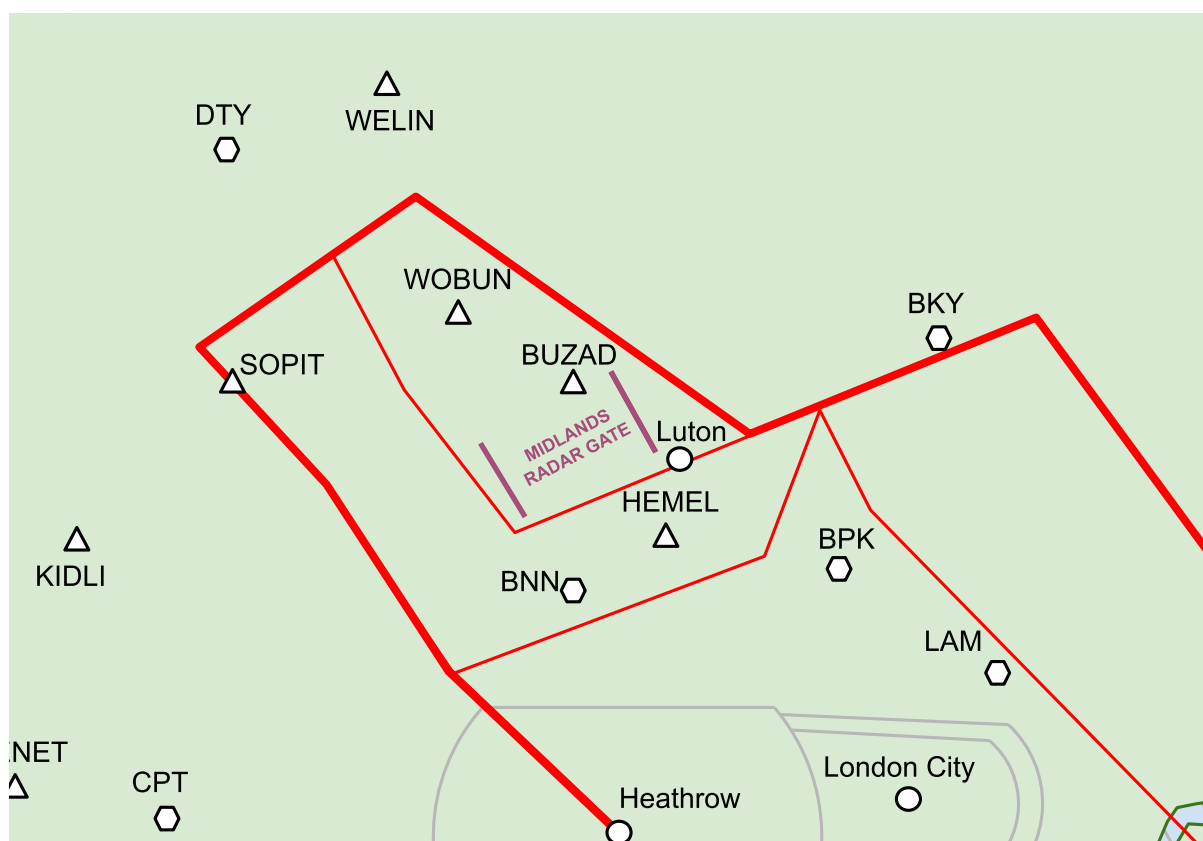 DTY
WELIN
WOBUN
BKY
BUZAD
SOPIT
MIDLANDS
RADAR GATE
Luton
HEMEL
BPK
KIDLI
BNN
LAM
CPT
London City
Heathrow